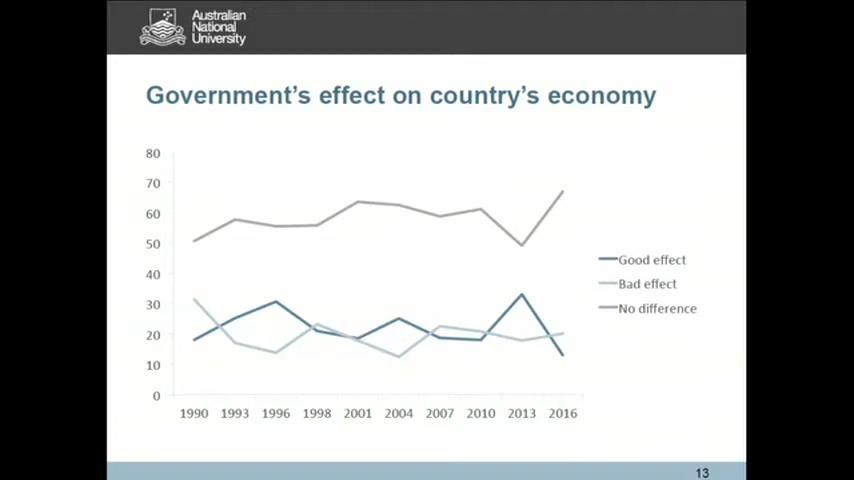 Australian
National
University
Government's effect on country's economy
80
70
60
50
40
30
20
10
0
1990 1993 1996 1998 2001 2004 2007 2010 2013 2016
Good effect
Bad effect
No difference
13